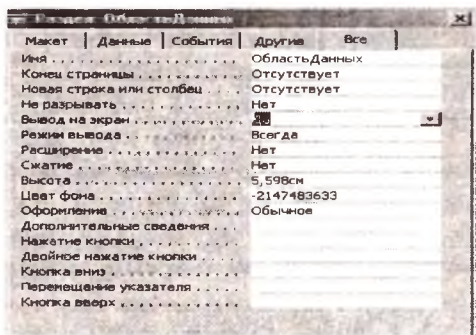 Раздел: ОбластьДанных
Макет Данные События Другие Все
Имя ОбластьДанных
Конец страницы Отсутствует
Новая строка или столбец Отсутствует
Не разрывать Нет
Вывод на экран
Режим вывода Всегда
Расширение Нет
Сжатие Нет
Высота 5,598см
Цвет фона -2147483633
Оформление Обычное
Дополнительные сведения
Нажатие кнопки
Двойное нажатие кнопки
Кнопка вниз
Перемещение указателя
Кнопка вверх